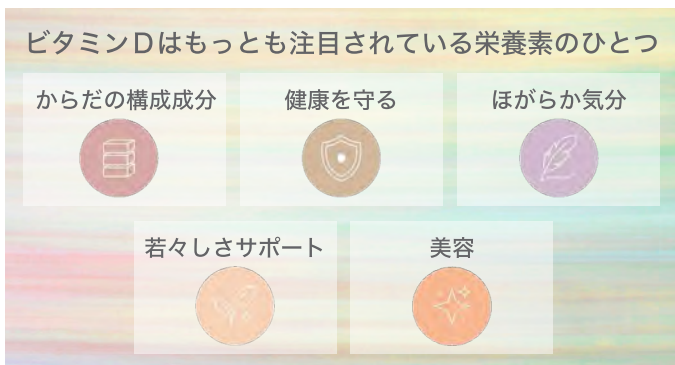 ビタミンＤはもっとも注目されている栄養素のひとつ
からだの構成成分
健康を守る
ほがらか気分
若々しさサポート
美容